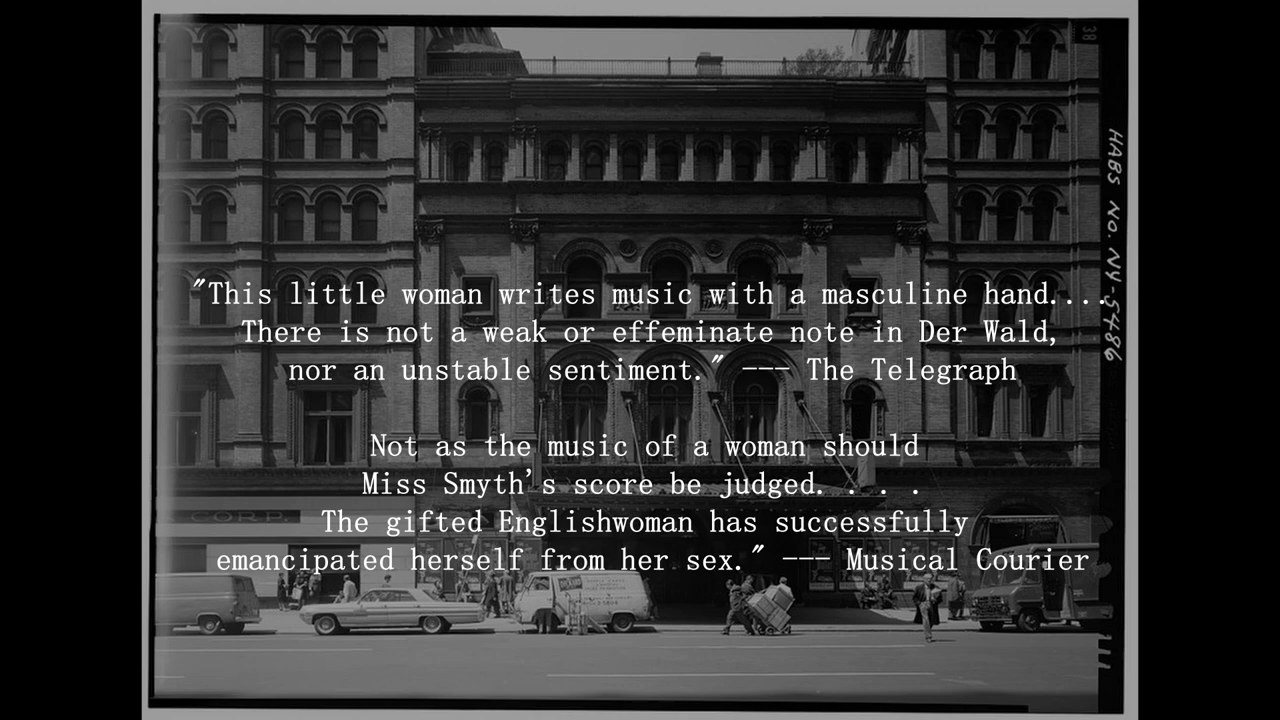 "This little woman writes music with a masculine hand....
There is not a weak or effeminate note in Der Wald,
nor an unstable sentiment." --- The Telegraph
Not as the music of a woman should
Miss Smyth's score be judged. . . .
The gifted Englishwoman has successfully
emancipated herself from her sex." --- Musical Courier
CORP.
HABS No. NY-5486
38